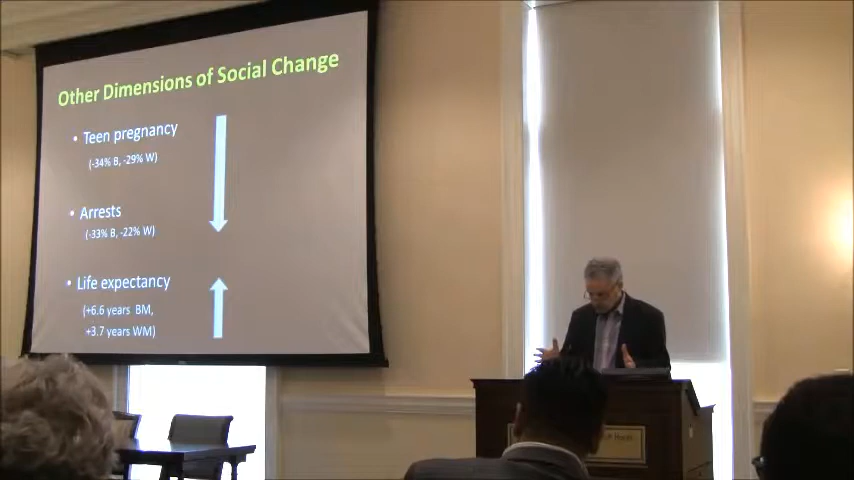 Other Dimensions of Social Change
• Teen pregnancy
(-34% B, -29% W)
• Arrests
(-33% B, -22% W)
• Life expectancy
(+6.6 years BM,
+3.7 years WM)